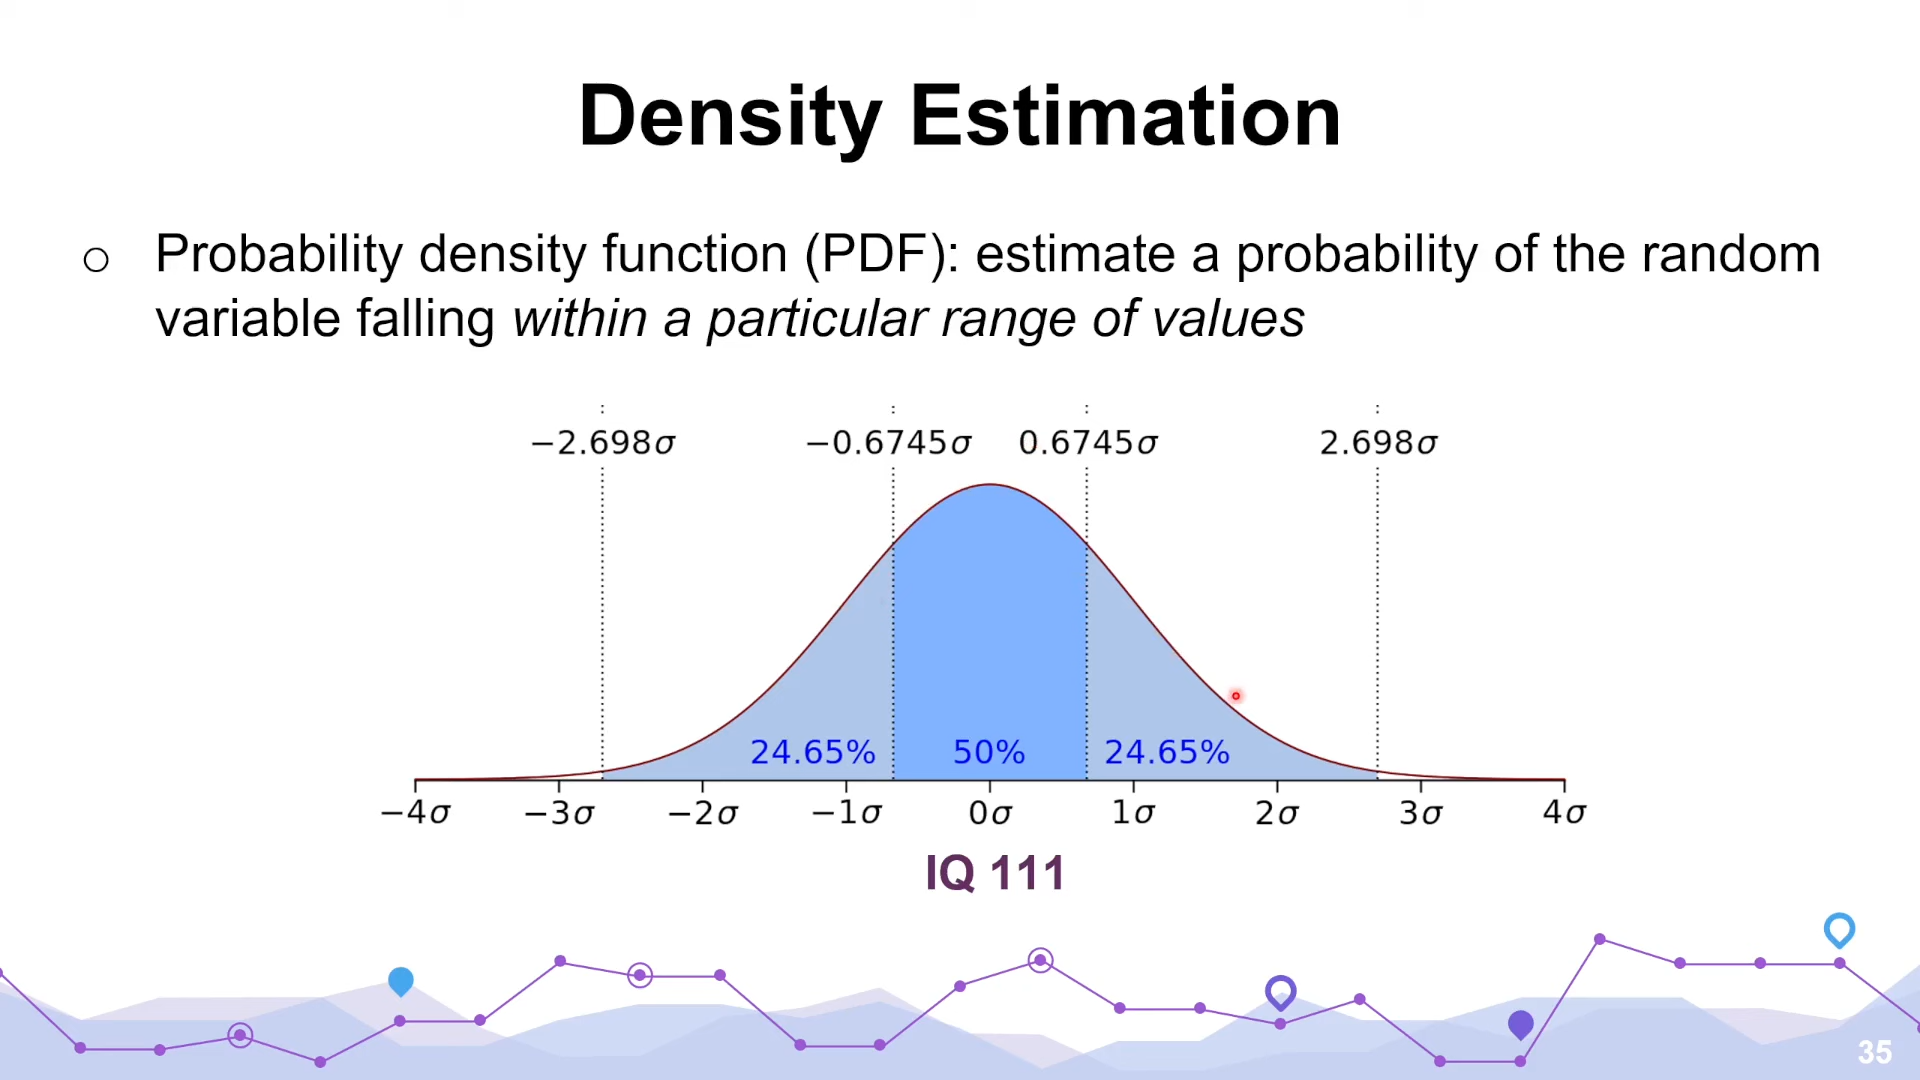 Density Estimation
Probability density function (PDF): estimate a probability of the random
variable falling within a particular range of values
−2.698σ −0.6745σ 0.6745σ 2.698σ
24.65% 50% 24.65%
−4σ −3σ −2σ −1σ 0σ 1σ 2σ 3σ 4σ
IQ 111
35